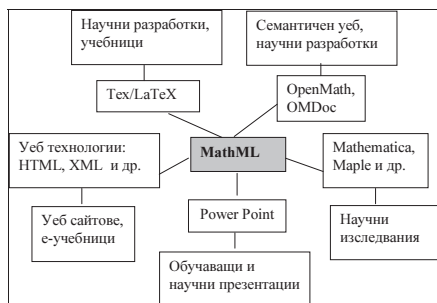 Научни разработки,
учебници
Семантичен уеб,
научни разработки
Tex/LaTeX
OpenMath,
OMDoc
Уеб технологии:
HTML, XML и др.
MathML
Mathematica,
Maple и др.
Уеб сайтове,
е-учебници
Power Point
Научни
изследвания
Обучаващи и
научни презентации